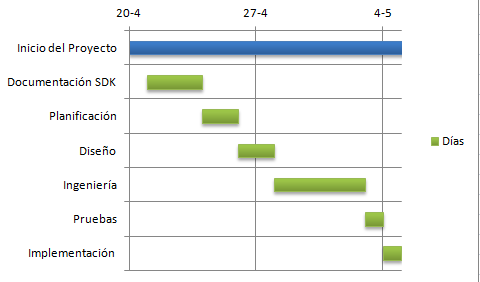 20-4 27-4 4-5
Inicio del Proyecto
Documentación SDK
Planificación
Diseño
Días
Ingeniería
Pruebas
Implementación